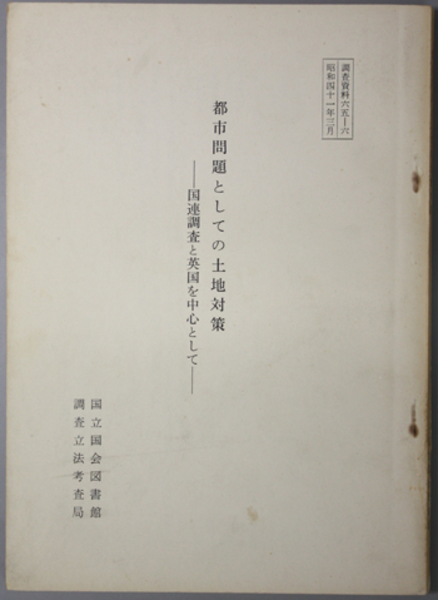 調査資料六五—六
昭和四十一年三月
都市問題としての土地対策
——国連調査と英国を中心として——
国立国会図書館
調査立法考査局